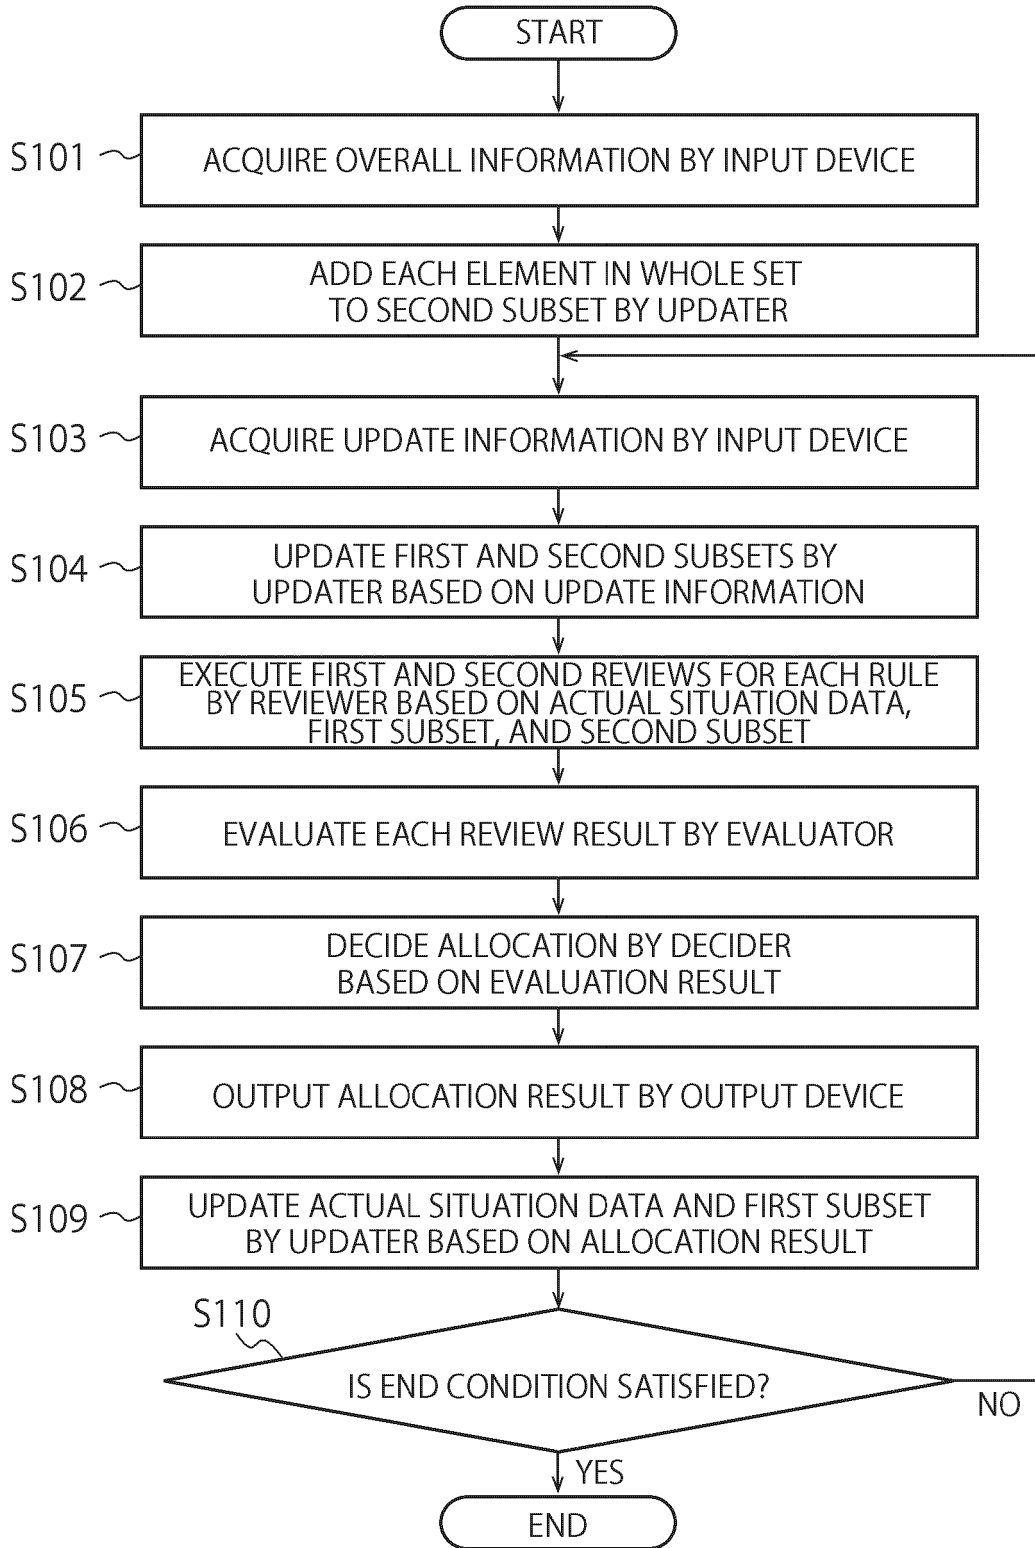 START
S101
ACQUIRE OVERALL INFORMATION BY INPUT DEVICE
S102
ADD EACH ELEMENT IN WHOLE SET
TO SECOND SUBSET BY UPDATER
S103
ACQUIRE UPDATE INFORMATION BY INPUT DEVICE
S104
UPDATE FIRST AND SECOND SUBSETS BY
UPDATER BASED ON UPDATE INFORMATION
S105
EXECUTE FIRST AND SECOND REVIEWS FOR EACH RULE
BY REVIEWER BASED ON ACTUAL SITUATION DATA,
FIRST SUBSET, AND SECOND SUBSET
S106
EVALUATE EACH REVIEW RESULT BY EVALUATOR
S107
DECIDE ALLOCATION BY DECIDER
BASED ON EVALUATION RESULT
S108
OUTPUT ALLOCATION RESULT BY OUTPUT DEVICE
S109
UPDATE ACTUAL SITUATION DATA AND FIRST SUBSET
BY UPDATER BASED ON ALLOCATION RESULT
S110
IS END CONDITION SATISFIED?
NO
YES
END